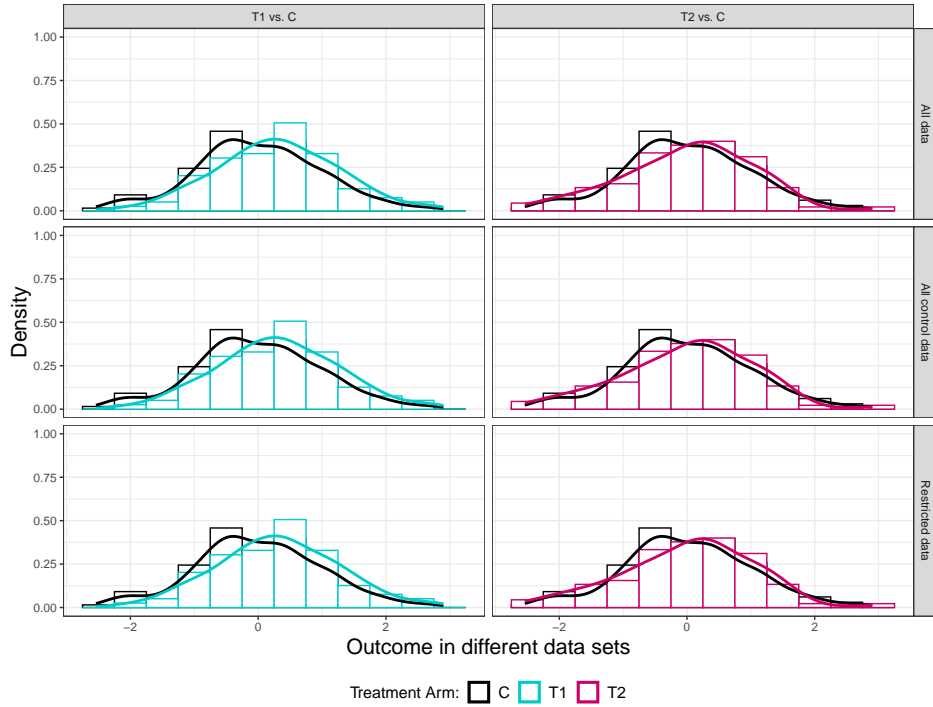 T1 vs. C
T2 vs. C
1.00
0.75
0.50
0.25
0.00
All data
1.00
0.75
0.50
0.25
0.00
All control data
1.00
0.75
0.50
0.25
0.00
Restricted data
Density
−2
0
2
−2
0
2
Outcome in different data sets
Treatment Arm: C T1 T2